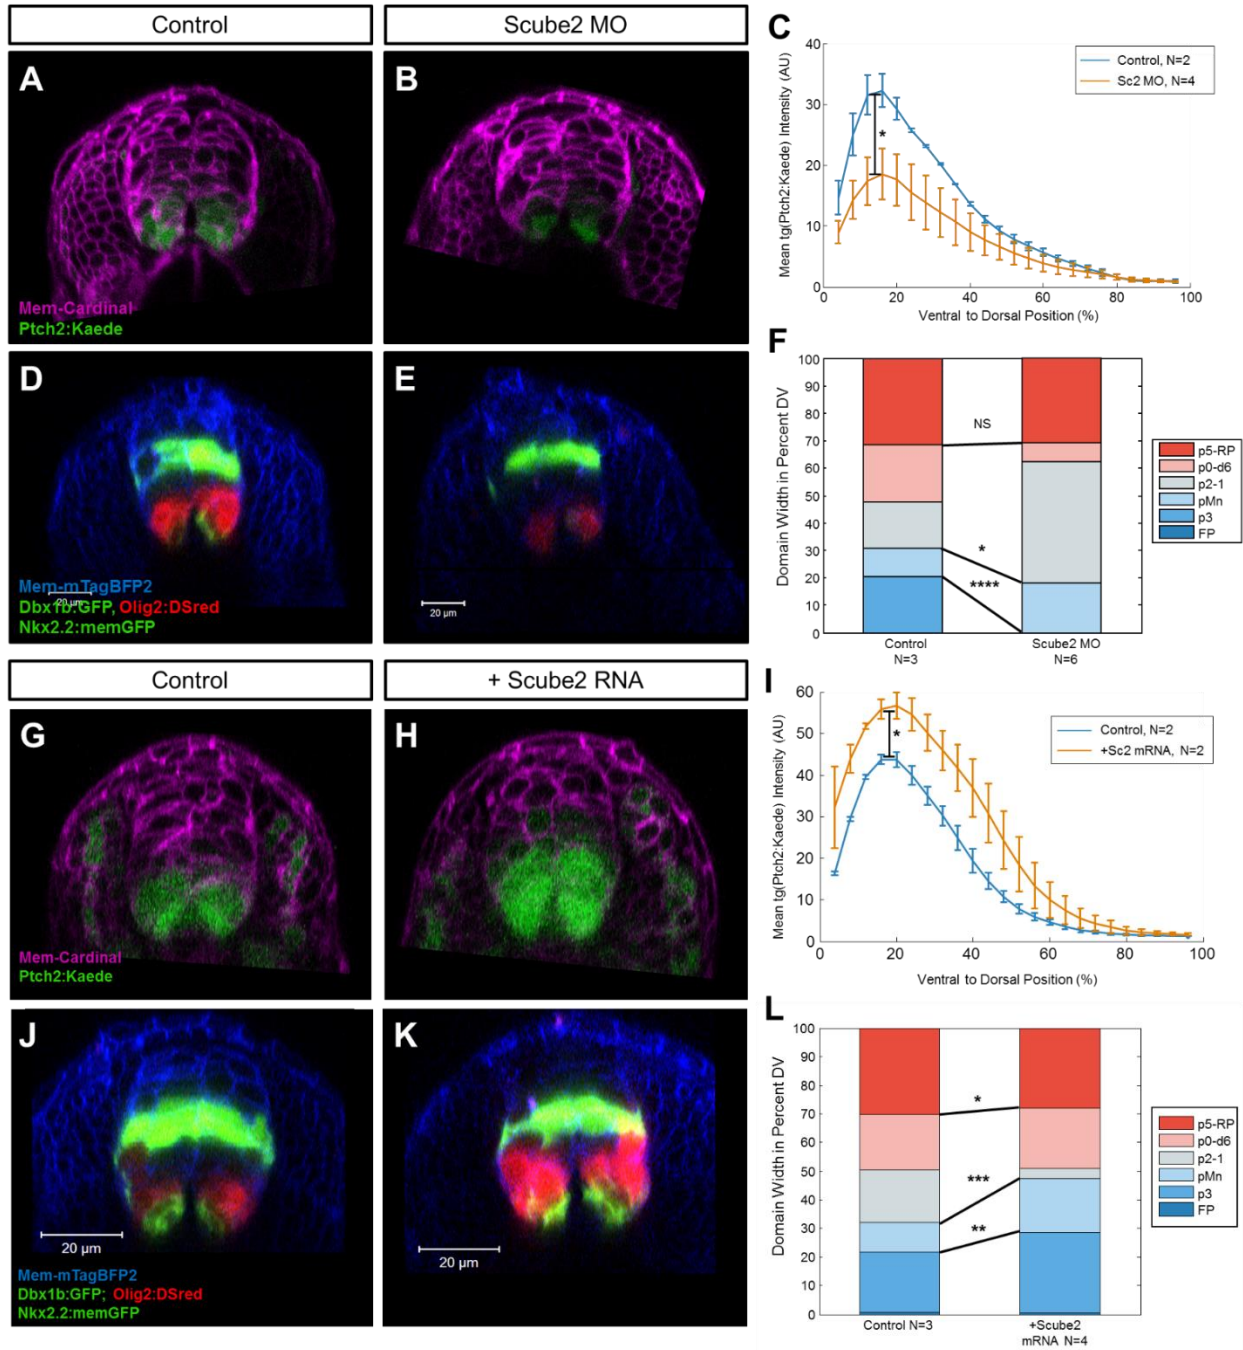 Control
Scube2 MO
A
Mem-Cardinal
Ptch2:Kaede
B
C
Mean tg(Ptch2:Kaede) Intensity (AU)
40
30
20
10
0
0 20 40 60 80 100
Ventral to Dorsal Position (%)
Control, N=2
Sc2 MO, N=4
*
D
Mem-mTagBFP2
20 µm
Dbx1b:GFP, Olig2:DSred
Nkx2.2:memGFP
E
20 µm
F
Domain Width in Percent DV
100
90
80
70
60
50
40
30
20
10
0
NS
*
****
Control
N=3
Scube2 MO
N=6
p5-RP
p0-d6
p2-1
pMn
p3
FP
Control
+ Scube2 RNA
G
Mem-Cardinal
Ptch2:Kaede
H
I
Mean tg(Ptch2:Kaede) Intensity (AU)
60
50
40
30
20
10
0
0 20 40 60 80 100
Ventral to Dorsal Position (%)
Control, N=2
+Sc2 mRNA, N=2
*
J
20 µm
Mem-mTagBFP2
Dbx1b:GFP; Olig2:DSred
Nkx2.2:memGFP
K
20 µm
L
Domain Width in Percent DV
100
90
80
70
60
50
40
30
20
10
0
*
***
**
Control N=3
+Scube2
mRNA N=4
p5-RP
p0-d6
p2-1
pMn
p3
FP